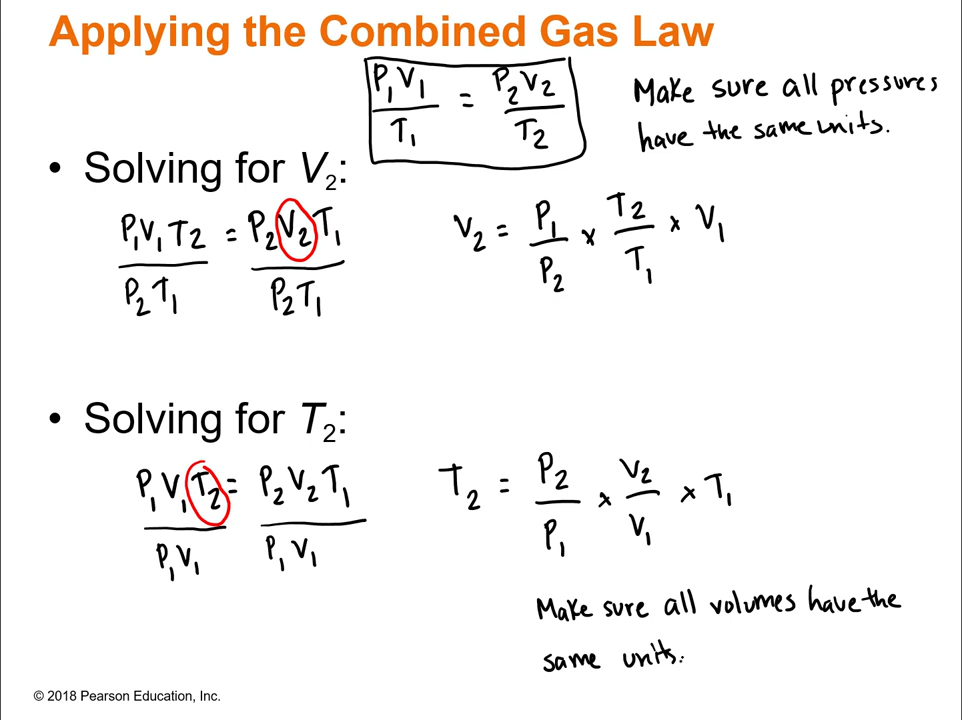 Applying the Combined Gas Law
P₁V₁/T₁ = P₂V₂/T₂
Make sure all pressures
have the same units.
• Solving for V₂:
P₁V₁T₂/P₂T₁ = P₂V₂T₁/P₂T₁
V₂ = P₁/P₂ × T₂/T₁ × V₁
• Solving for T₂:
P₁V₁T₂/P₁V₁ = P₂V₂T₁/P₁V₁
T₂ = P₂/P₁ × V₂/V₁ × T₁
Make sure all volumes have the
same units.
© 2018 Pearson Education, Inc.